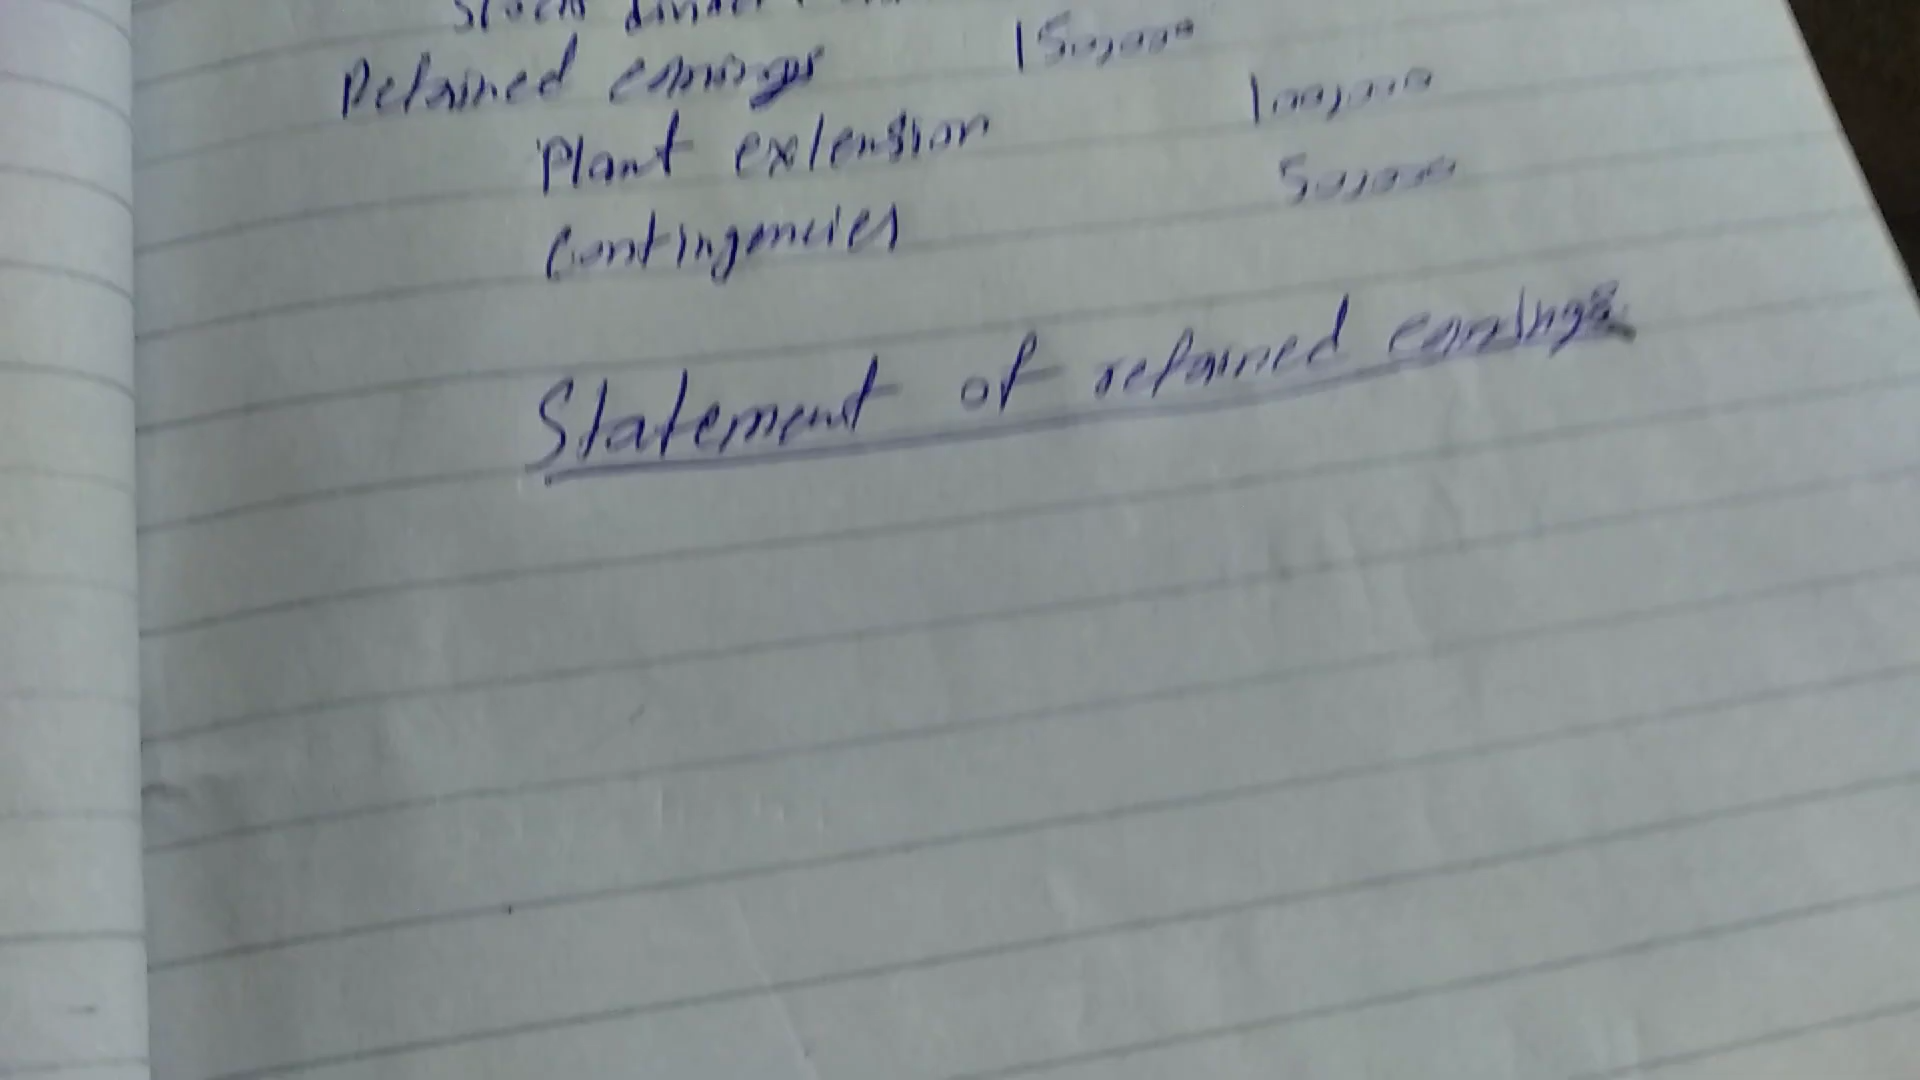 Retained earnings 150,000
Plant extension 100,000
Contingencies 50,000
Statement of retained earnings